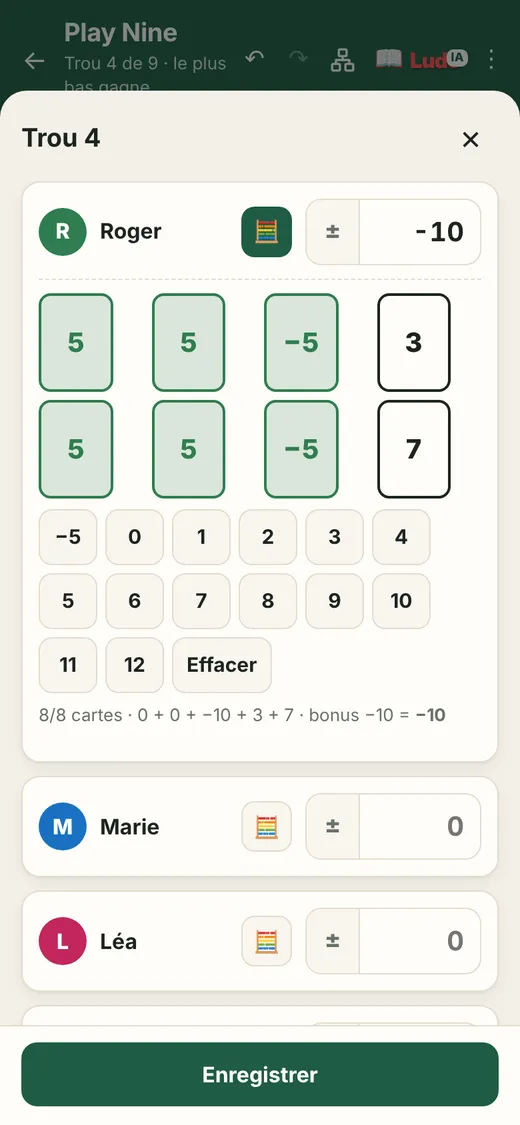 Play Nine
Trou 4 de 9 · le plus
bas gagne
Lud IA
Trou 4
×
R Roger ± -10
5 5 −5 3
5 5 −5 7
−5 0 1 2 3 4
5 6 7 8 9 10
11 12 Effacer
8/8 cartes · 0 + 0 + −10 + 3 + 7 · bonus −10 = −10
M Marie ± 0
L Léa ± 0
Enregistrer